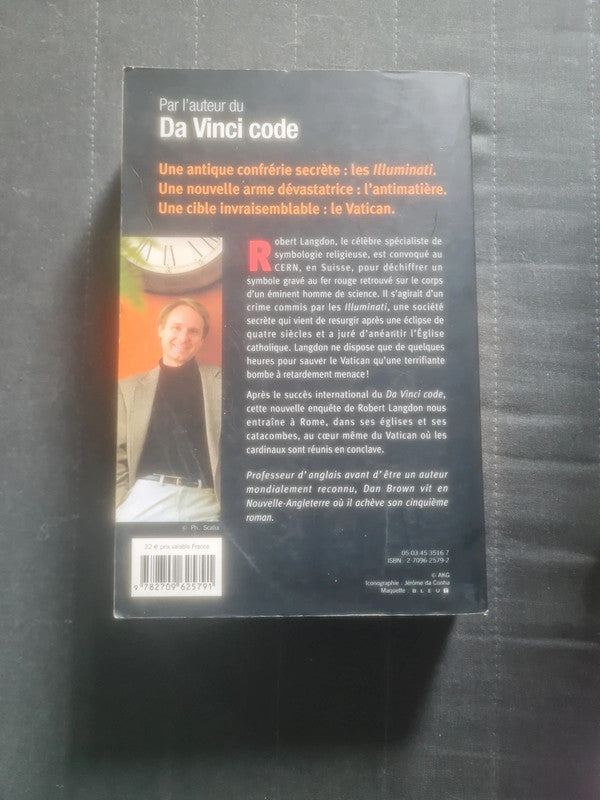 Par l'auteur du
Da Vinci code
Une antique confrérie secrète : les Illuminati.
Une nouvelle arme dévastatrice : l'antimatière.
Une cible invraisemblable : le Vatican.
Robert Langdon, le célèbre spécialiste de
symbologie religieuse, est convoqué au
CERN, en Suisse, pour déchiffrer un
symbole gravé au fer rouge retrouvé sur le corps
d'un éminent homme de science. Il s'agirait d'un
crime commis par les Illuminati, une société
secrète qui vient de resurgir après une éclipse de
quatre siècles et a juré d'anéantir l'Église
catholique. Langdon ne dispose que de quelques
heures pour sauver le Vatican qu'une terrifiante
bombe à retardement menace !
Après le succès international du Da Vinci code,
cette nouvelle enquête de Robert Langdon nous
entraîne à Rome, dans ses églises et ses
catacombes, au cœur même du Vatican où les
cardinaux sont réunis en conclave.
Professeur d'anglais avant d'être un auteur
mondialement reconnu, Dan Brown vit en
Nouvelle-Angleterre où il achève son cinquième
roman.
© Ph. Scalia
22 € prix valable France
9 782709 625791
05.03.45.3516.7
ISBN : 2-7096-2579-2
© AKG
Iconographie : Jérôme da Cunha
Maquette : BLEUT